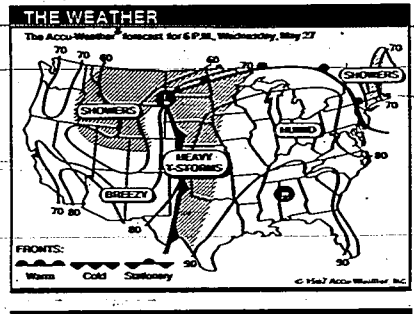 THE WEATHER
The Accu-Weather® forecast for 6 P.M., Wednesday, May 27
70
70
60
60
70
SHOWERS
70
SHOWERS
HUMID
HEAVY
T-STORMS
80
BREEZY
70 80
80
90
90
FRONTS:
Warm Cold Stationary
© 1987 Accu-Weather, Inc.